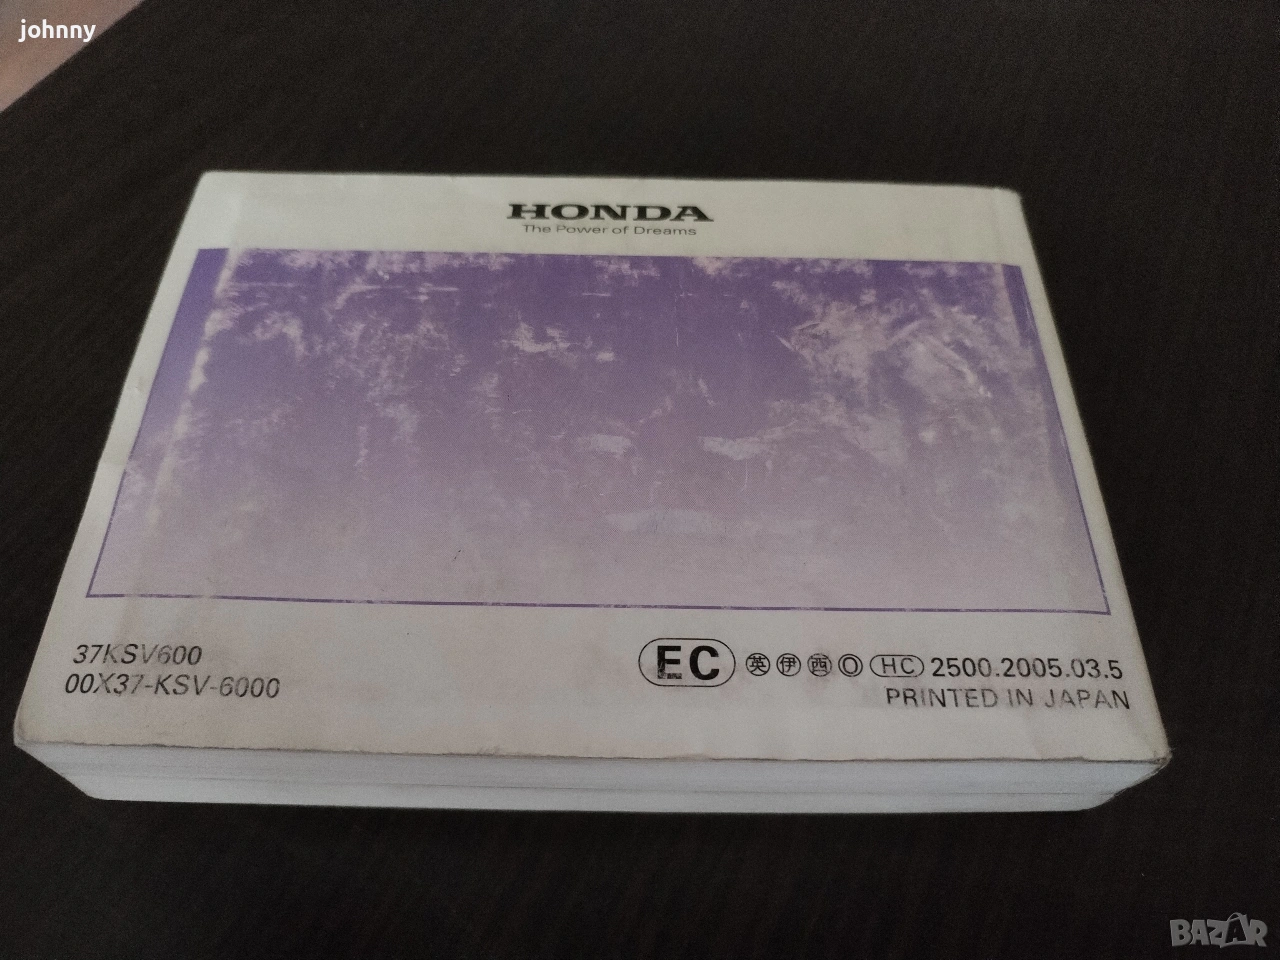 johnny
HONDA
The Power of Dreams
37KSV600
00X37-KSV-6000
EC 英 伊 西 O HC 2500.2005.03.5
PRINTED IN JAPAN
BAZAR